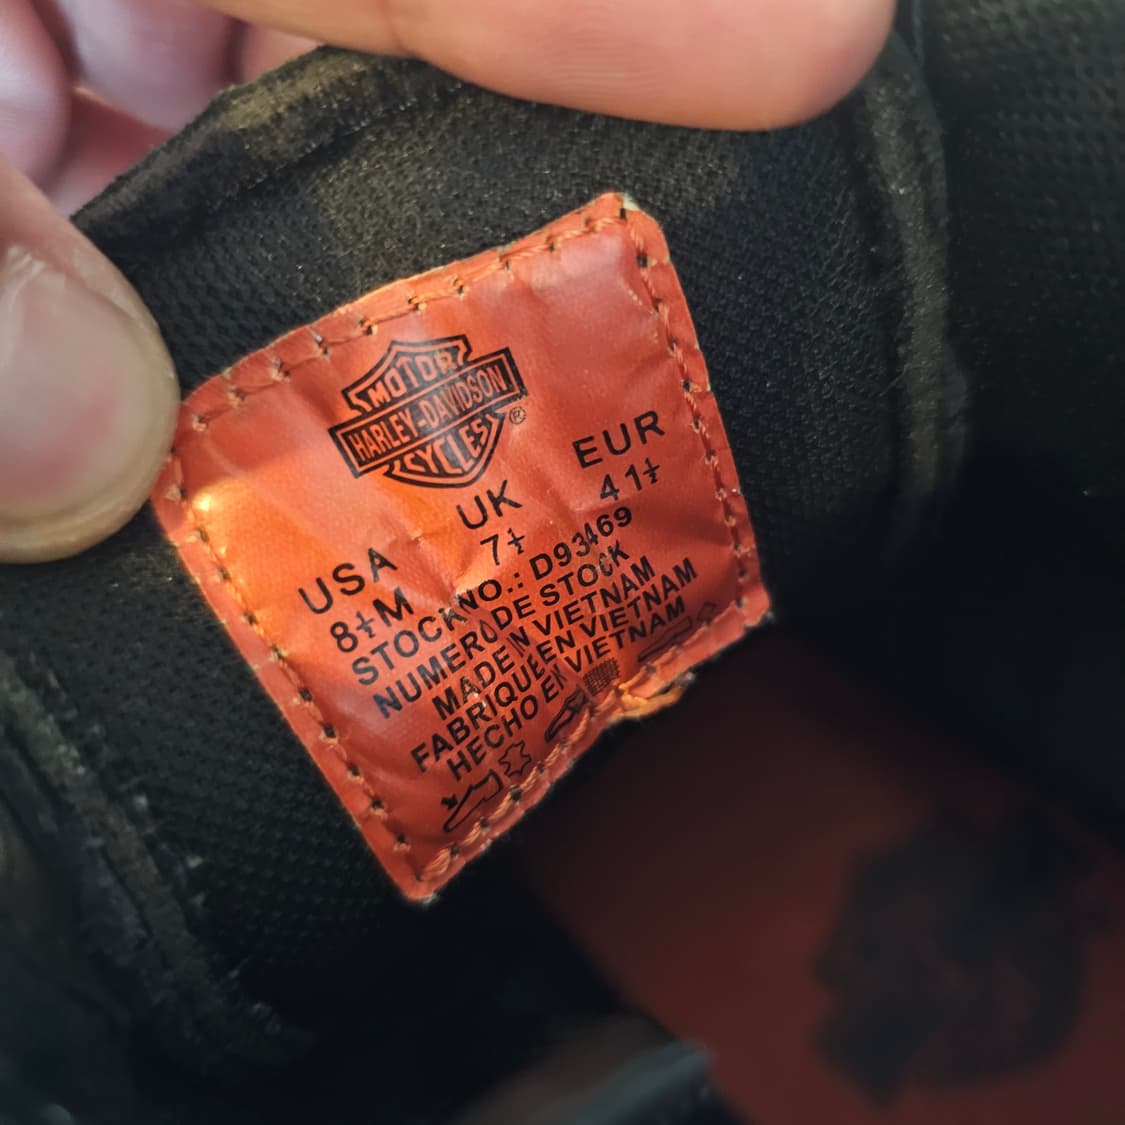 MOTOR
HARLEY-DAVIDSON
CYCLES ®
USA UK EUR
8½M 7½ 41½
STOCK NO.: D93469
NUMERO DE STOCK
MADE IN VIETNAM
FABRIQUE EN VIETNAM
HECHO EN VIETNAM